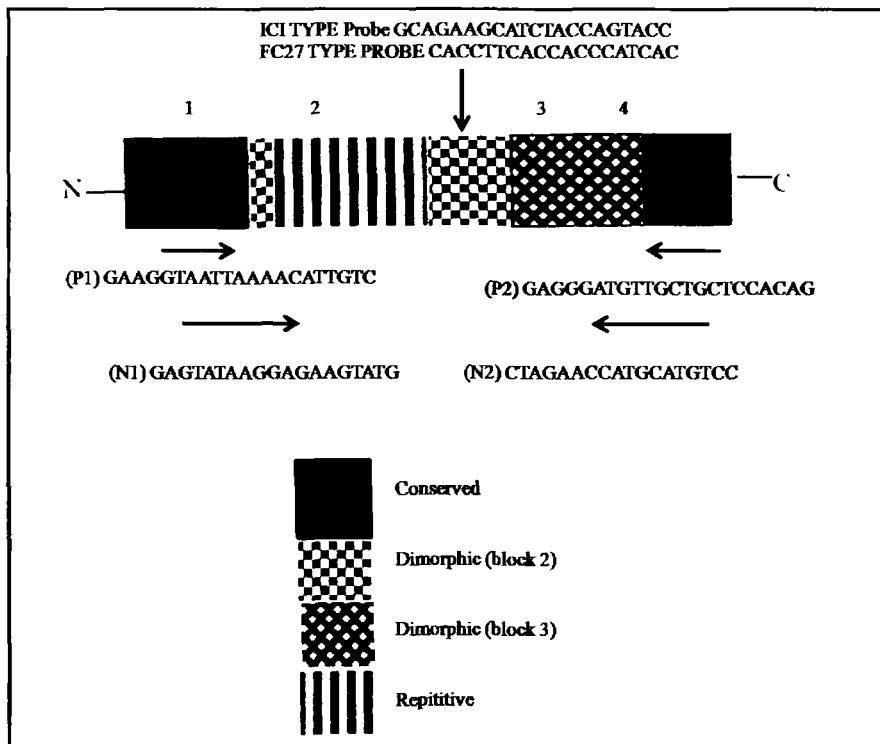 ICI TYPE Probe GCAGAAGCATCTACCAGTACC
FC27 TYPE PROBE CACCTTCACCACCCATCAC
1 2 3 4
N C
(P1) GAAGGTAATTAAAACATTGTC
(P2) GAGGGATGTTGCTGCTCCACAG
(N1) GAGTATAAGGAGAAGTATG
(N2) CTAGAACCATGCATGTCC
Conserved
Dimorphic (block 2)
Dimorphic (block 3)
Repititive